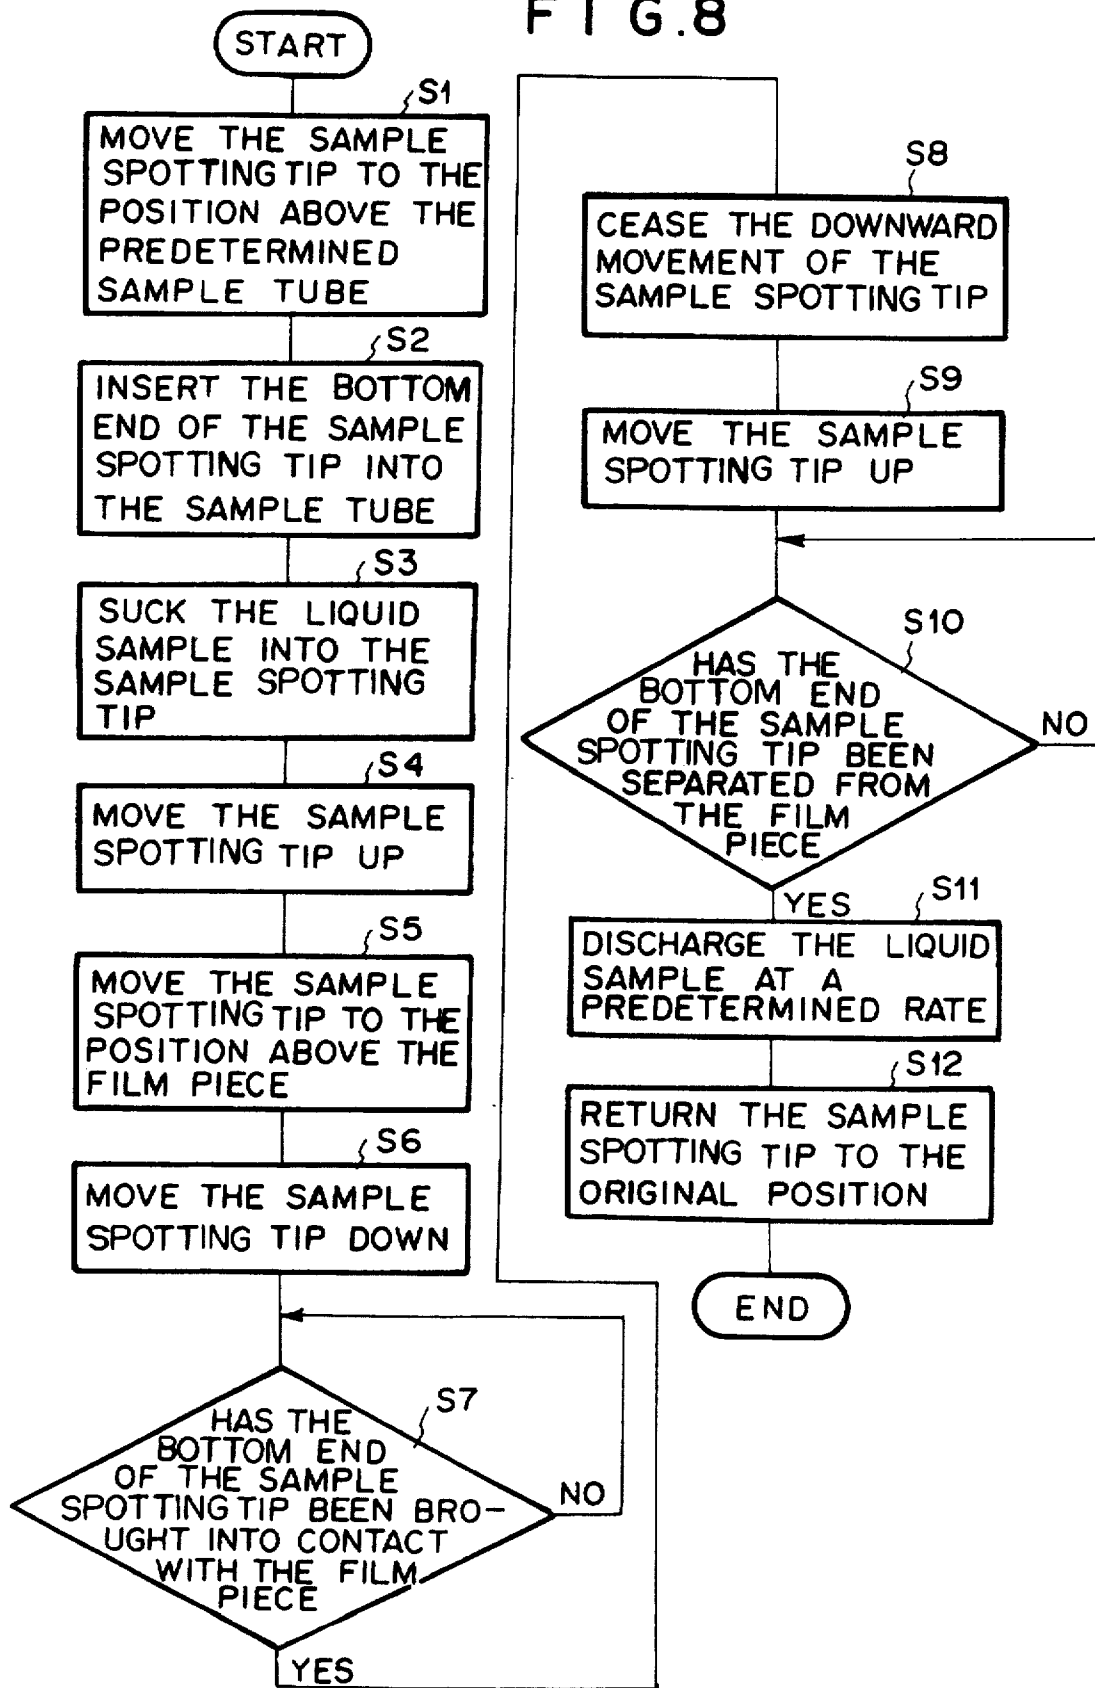 FIG.8
START
S1
MOVE THE SAMPLE
SPOTTING TIP TO THE
POSITION ABOVE THE
PREDETERMINED
SAMPLE TUBE
S2
INSERT THE BOTTOM
END OF THE SAMPLE
SPOTTING TIP INTO
THE SAMPLE TUBE
S3
SUCK THE LIQUID
SAMPLE INTO THE
SAMPLE SPOTTING
TIP
S4
MOVE THE SAMPLE
SPOTTING TIP UP
S5
MOVE THE SAMPLE
SPOTTING TIP TO THE
POSITION ABOVE THE
FILM PIECE
S6
MOVE THE SAMPLE
SPOTTING TIP DOWN
S7
HAS THE
BOTTOM END
OF THE SAMPLE
SPOTTING TIP BEEN BRO-
UGHT INTO CONTACT
WITH THE FILM
PIECE
NO
YES
S8
CEASE THE DOWNWARD
MOVEMENT OF THE
SAMPLE SPOTTING TIP
S9
MOVE THE SAMPLE
SPOTTING TIP UP
S10
HAS THE
BOTTOM END
OF THE SAMPLE
SPOTTING TIP BEEN
SEPARATED FROM
THE FILM
PIECE
NO
YES
S11
DISCHARGE THE LIQUID
SAMPLE AT A
PREDETERMINED RATE
S12
RETURN THE SAMPLE
SPOTTING TIP TO THE
ORIGINAL POSITION
END